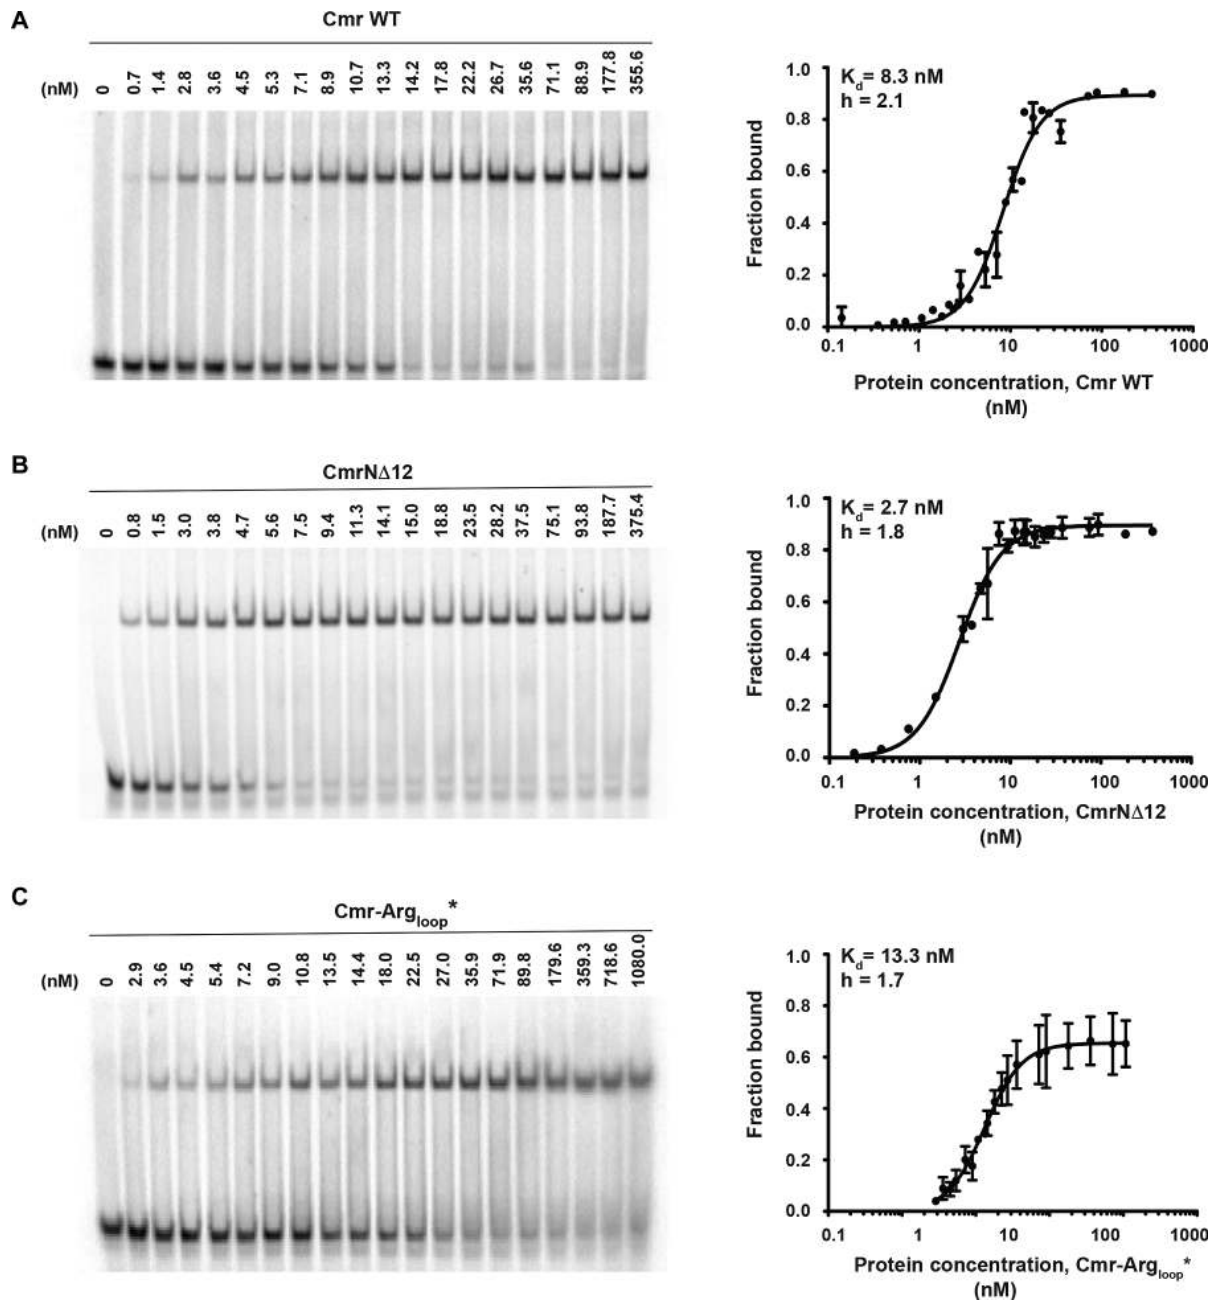 A
Cmr WT
(nM) 0 0.7 1.4 2.8 3.6 4.5 5.3 7.1 8.9 10.7 13.3 14.2 17.8 22.2 26.7 35.6 71.1 88.9 177.8 355.6
Kd= 8.3 nM
h = 2.1
Fraction bound
1.0
0.8
0.6
0.4
0.2
0.0
0.1 1 10 100 1000
Protein concentration, Cmr WT
(nM)
B
CmrNΔ12
(nM) 0 0.8 1.5 3.0 3.8 4.7 5.6 7.5 9.4 11.3 14.1 15.0 18.8 23.5 28.2 37.5 75.1 93.8 187.7 375.4
Kd= 2.7 nM
h = 1.8
Fraction bound
1.0
0.8
0.6
0.4
0.2
0.0
0.1 1 10 100 1000
Protein concentration, CmrNΔ12
(nM)
C
Cmr-Argloop*
(nM) 0 2.9 3.6 4.5 5.4 7.2 9.0 10.8 13.5 14.4 18.0 22.5 27.0 35.9 71.9 89.8 179.6 359.3 718.6 1080.0
Kd= 13.3 nM
h = 1.7
Fraction bound
1.0
0.8
0.6
0.4
0.2
0.0
0.1 1 10 10 100 1000
Protein concentration, Cmr-Argloop*
(nM)